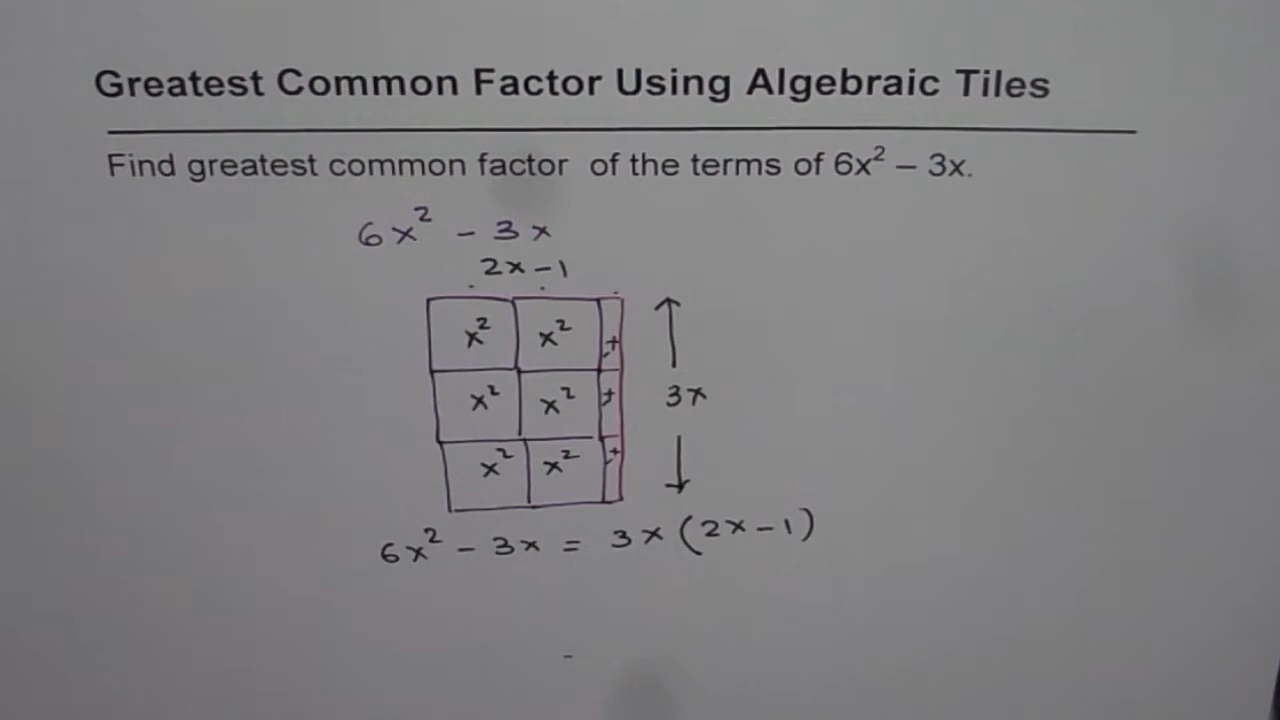 Greatest Common Factor Using Algebraic Tiles
Find greatest common factor of the terms of 6x² – 3x.
6x² - 3x
2x - 1
x² x²
x² x² 3x
x² x²
6x² - 3x = 3x (2x - 1)